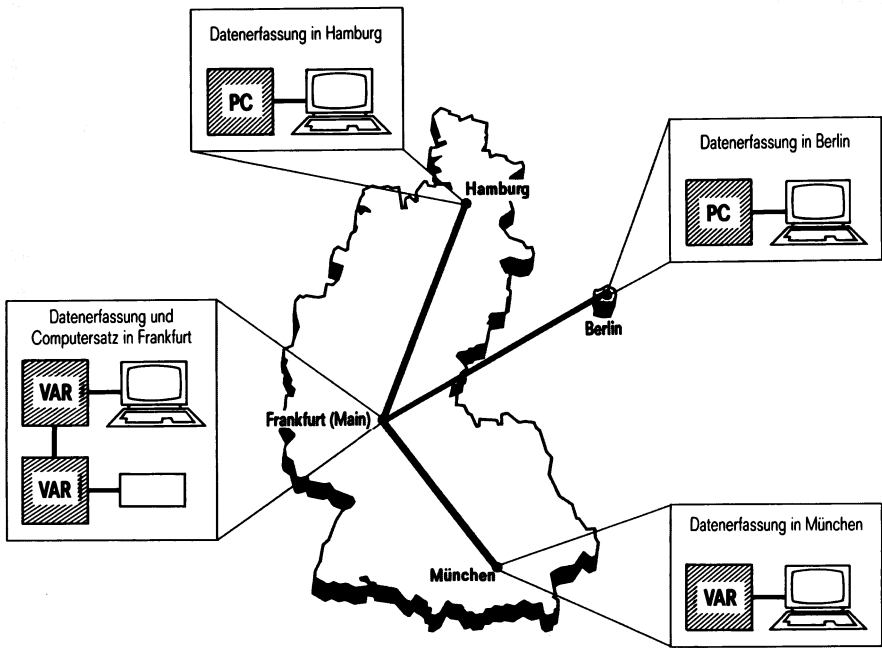 Datenerfassung in Hamburg
PC
Datenerfassung in Berlin
PC
Hamburg
Berlin
Datenerfassung und
Computersatz in Frankfurt
VAR
VAR
Frankfurt (Main)
München
Datenerfassung in München
VAR